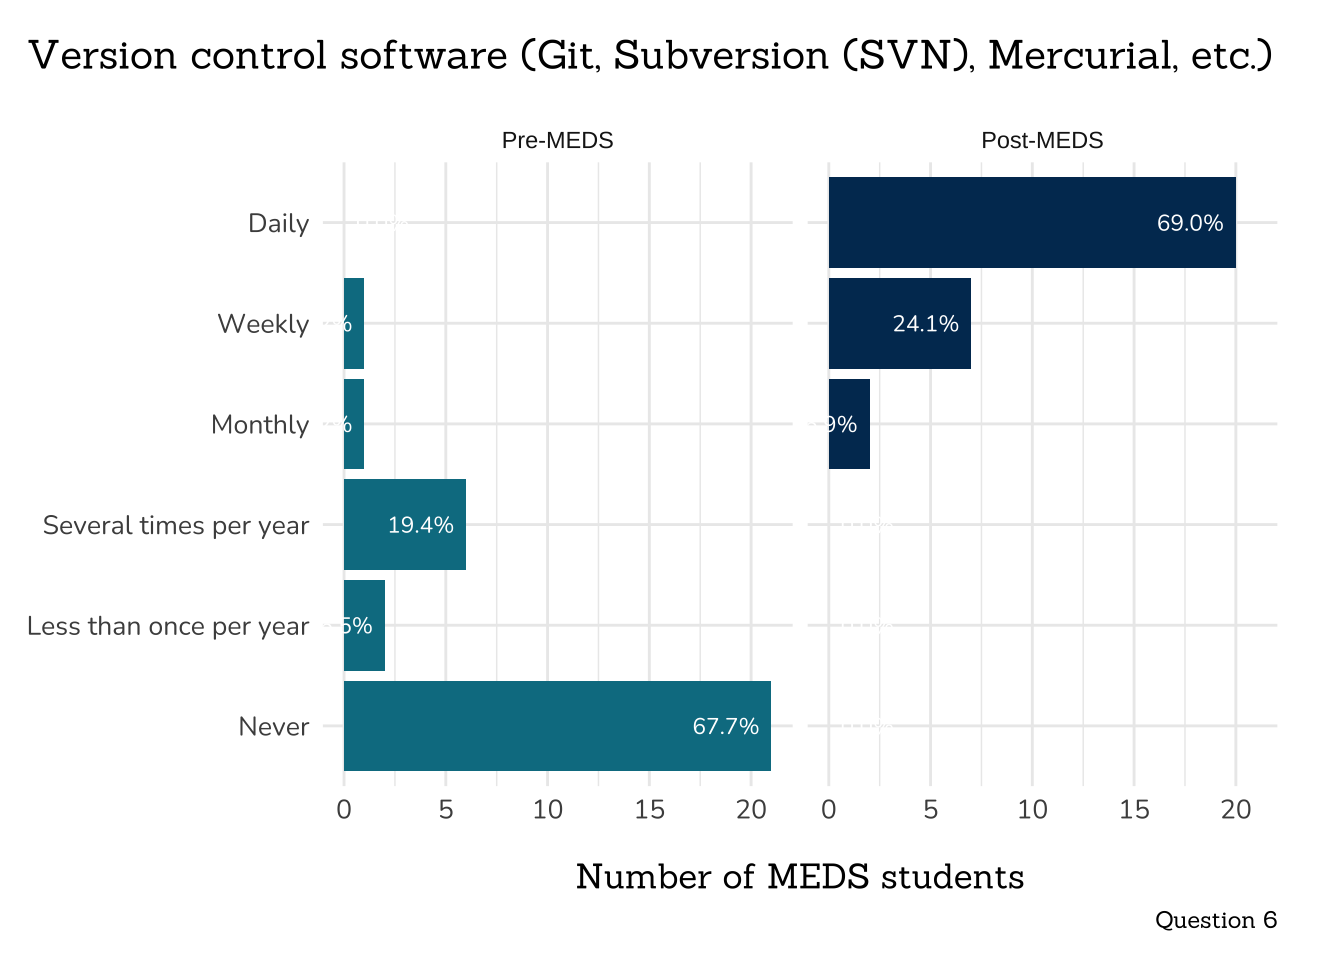 Version control software (Git, Subversion (SVN), Mercurial, etc.)
Pre-MEDS
Post-MEDS
Daily
69.0%
Weekly
24.1%
Monthly
Several times per year
19.4%
Less than once per year
Never
67.7%
0 5 10 15 20
0 5 10 15 20
Number of MEDS students
Question 6